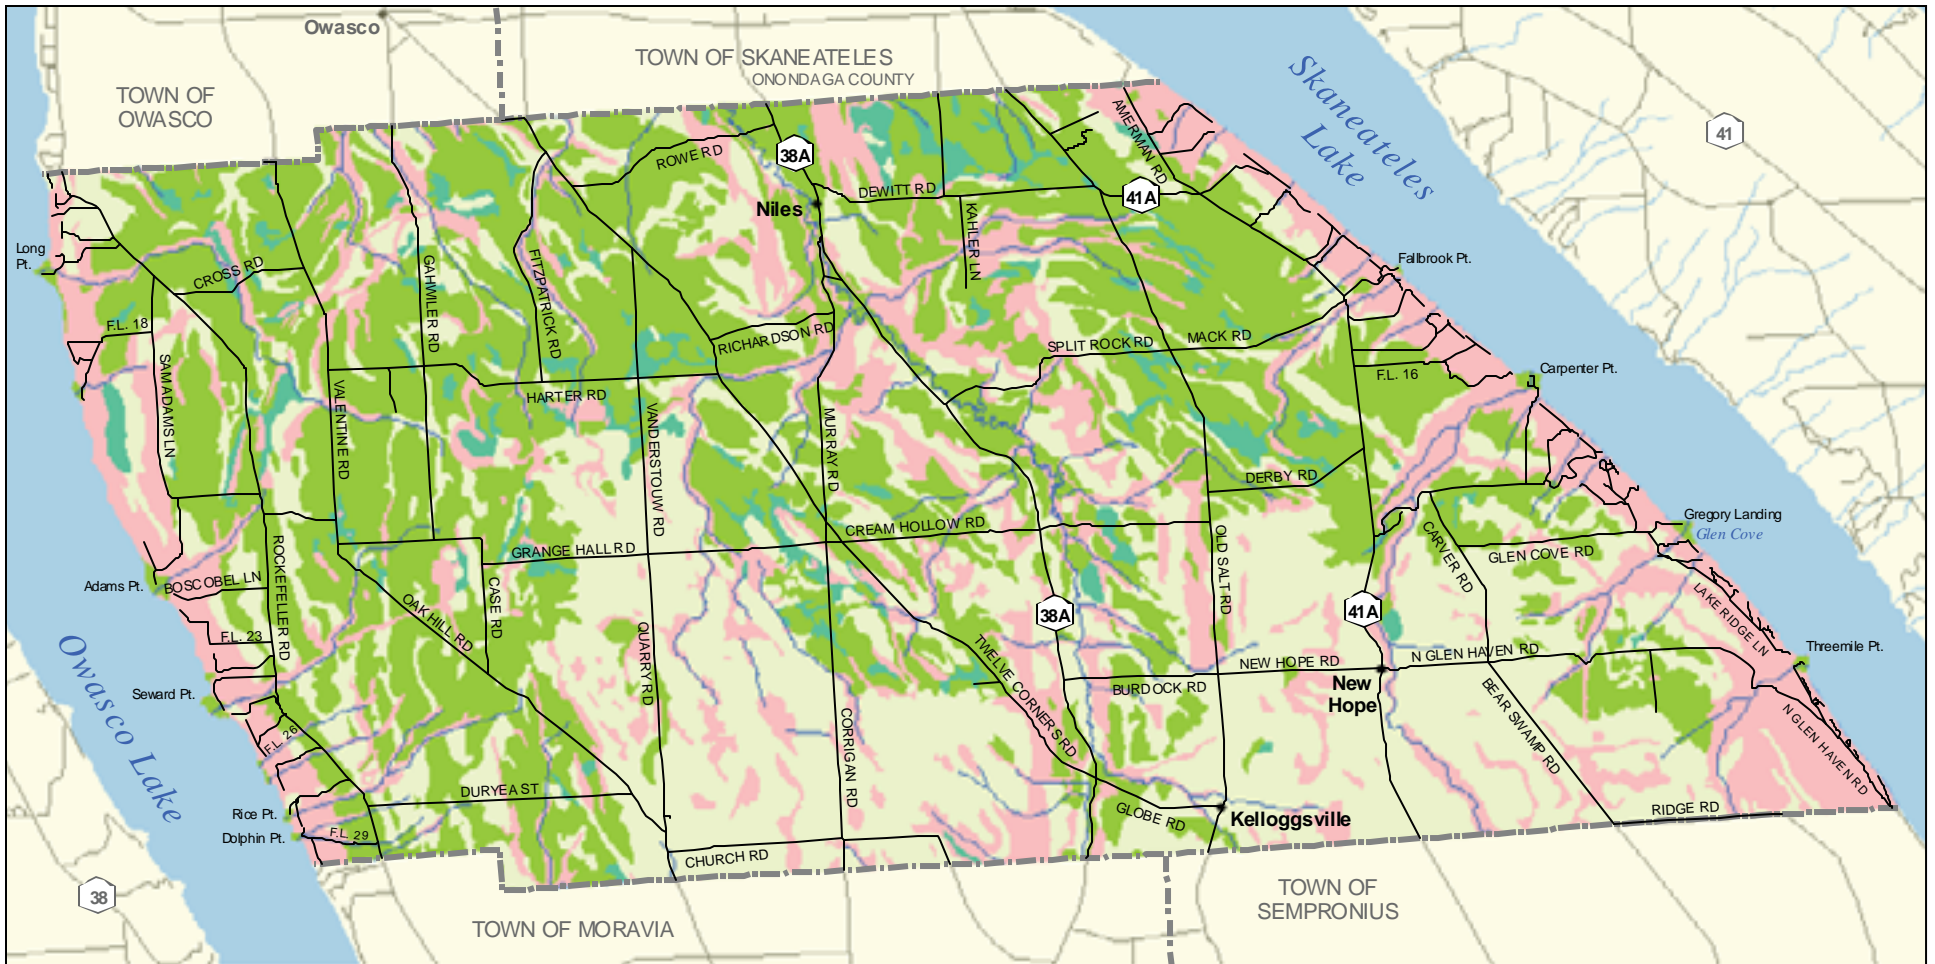 Owasco
TOWN OF SKANEATELES
ONONDAGA COUNTY
TOWN OF
OWASCO
Skaneateles
Lake
41
AMERMAN RD
38A
ROWE RD
DEWITT RD
41A
Niles
KAHLER LN
Long
Pt.
CROSS RD
GAHWILER RD
FITZPATRICK RD
Fallbrook Pt.
F.L. 18
RICHARDSON RD
SPLIT ROCK RD
MACK RD
SAM ADAMS LN
VALENTINE RD
HARTER RD
F.L. 16
Carpenter Pt.
VANDERSTOUW RD
MURRAY RD
DERBY RD
ROCKEFELLER RD
GRANGE HALL RD
CREAM HOLLOW RD
OLD SALT RD
CARVER RD
GLEN COVE RD
Gregory Landing
Glen Cove
Adams Pt.
BOSCOBEL LN
CASE RD
OAK HILL RD
38A
41A
LAKE RIDGE LN
F.L. 23
QUARRY RD
TWELVE CORNERS RD
NEW HOPE RD
N GLEN HAVEN RD
Threemile Pt.
Owasco Lake
Seward Pt.
BURDOCK RD
New
Hope
BEAR SWAMP RD
N GLEN HAVEN RD
F.L. 26
CORRIGAN RD
DURYEA ST
Rice Pt.
Dolphin Pt.
F.L. 29
GLOBE RD
Kelloggsville
RIDGE RD
CHURCH RD
38
TOWN OF MORAVIA
TOWN OF
SEMPRONIUS